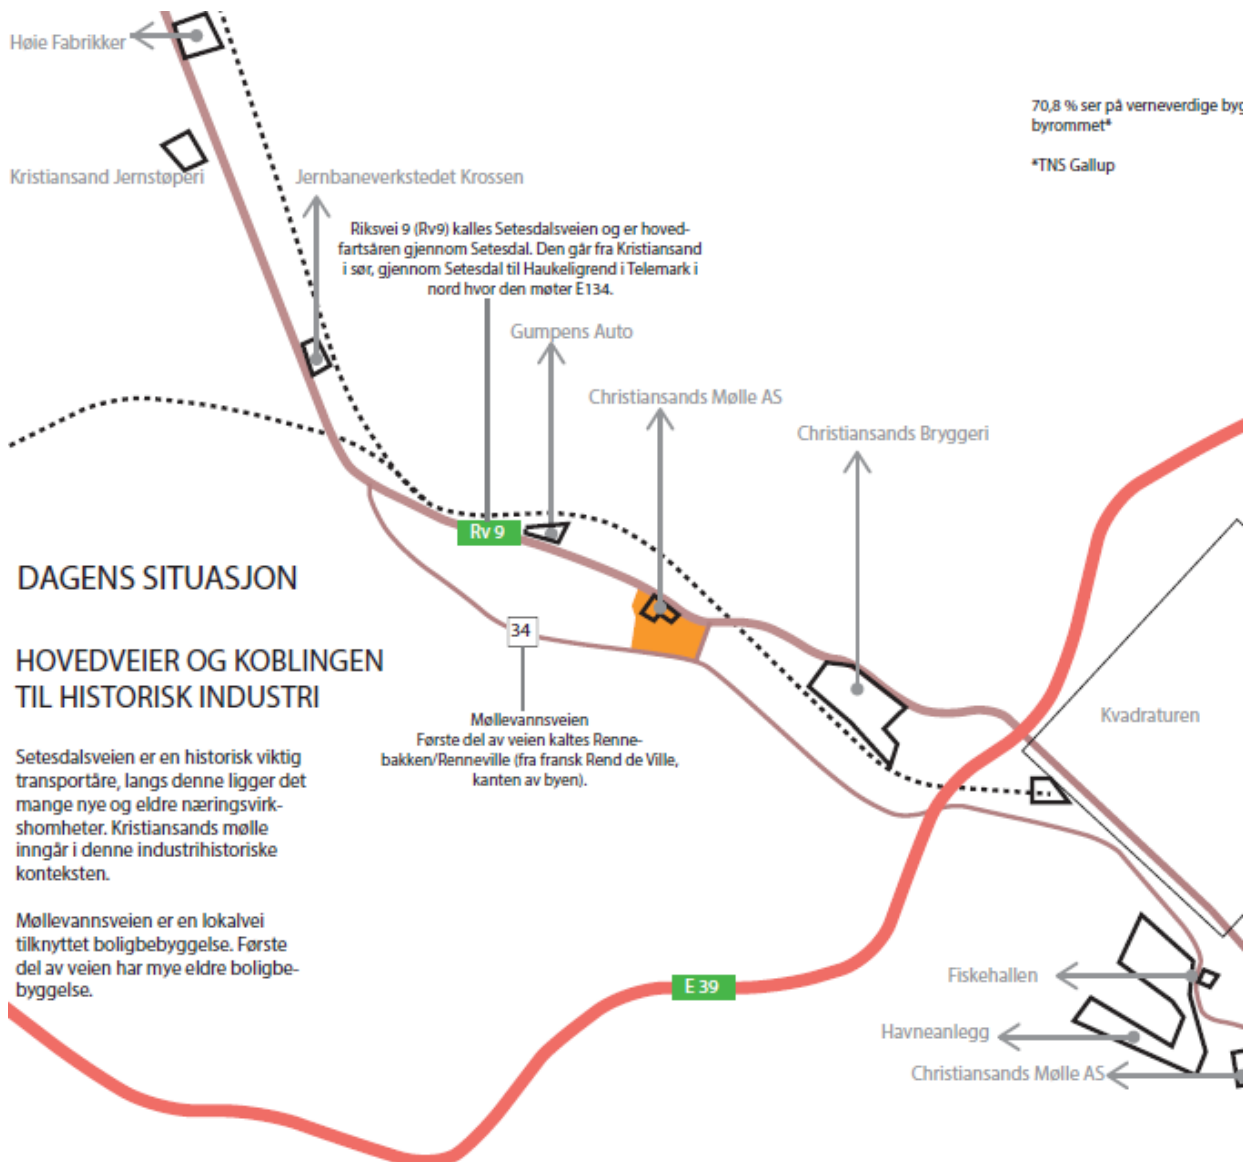 Høie Fabrikker
70,8 % ser på verneverdige
byrommet*
*TNS Gallup
Kristiansand Jernstøperi
Jernbaneverkstedet Krossen
Riksvei 9 (Rv9) kalles Setesdalsveien og er hoved-
fartsåren gjennom Setesdal. Den går fra Kristiansand
i sør, gjennom Setesdal til Haukeligrend i Telemark i
nord hvor den møter E134.
Gumpens Auto
Christiansands Mølle AS
Christiansands Bryggeri
Rv 9
DAGENS SITUASJON
34
HOVEDVEIER OG KOBLINGEN
TIL HISTORISK INDUSTRI
Møllevannsveien
Første del av veien kaltes Renne-
bakken/Renneville (fra fransk Rend de Ville,
kanten av byen).
Kvadraturen
Setesdalsveien er en historisk viktig
transportåre, langs denne ligger det
mange nye og eldre næringsvirk-
shomheter. Kristiansands mølle
inngår i denne industrihistoriske
konteksten.
Møllevannsveien er en lokalvei
tilknyttet boligbebyggelse. Første
del av veien har mye eldre boligbe-
byggelse.
E 39
Fiskehallen
Havneanlegg
Christiansands Mølle AS